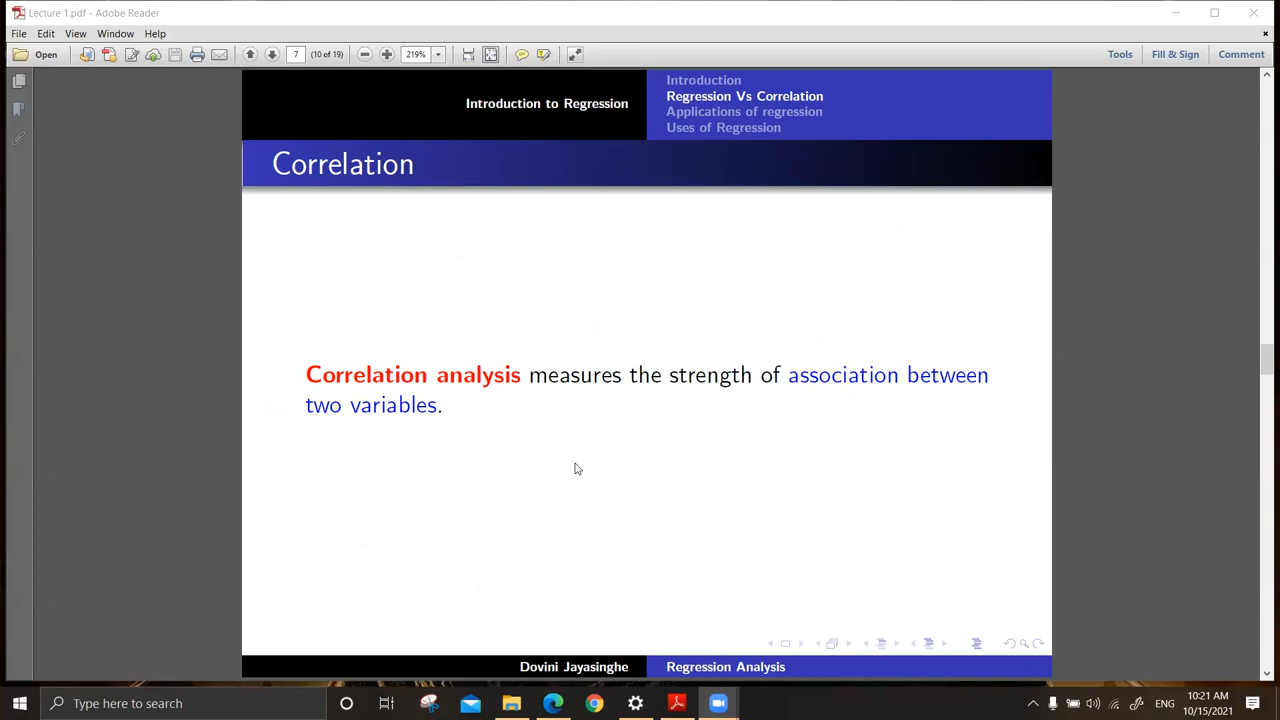 Lecture 1.pdf - Adobe Reader
File Edit View Window Help
Open 7 (10 of 19) 219% Tools Fill & Sign Comment
Introduction to Regression
Introduction
Regression Vs Correlation
Applications of regression
Uses of Regression
Correlation
Correlation analysis measures the strength of association between
two variables.
Dovini Jayasinghe Regression Analysis
Type here to search
ENG
10:21 AM
10/15/2021